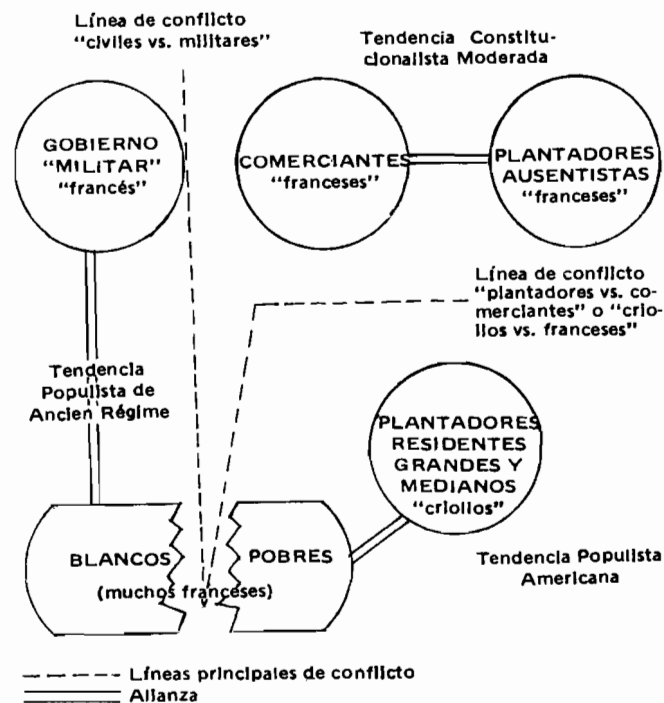 Línea de conflicto
"civiles vs. militares"
Tendencia Constitu-
cionalista Moderada
GOBIERNO
"MILITAR"
"francés"
COMERCIANTES
"franceses"
PLANTADORES
AUSENTISTAS
"franceses"
Línea de conflicto
"plantadores vs. co-
merciantes" o "crio-
llos vs. franceses"
Tendencia
Populista de
Ancien Régime
PLANTADORES
RESIDENTES
GRANDES Y
MEDIANOS
"criollos"
BLANCOS POBRES
(muchos franceses)
Tendencia Populista
Americana
Líneas principales de conflicto
Alianza